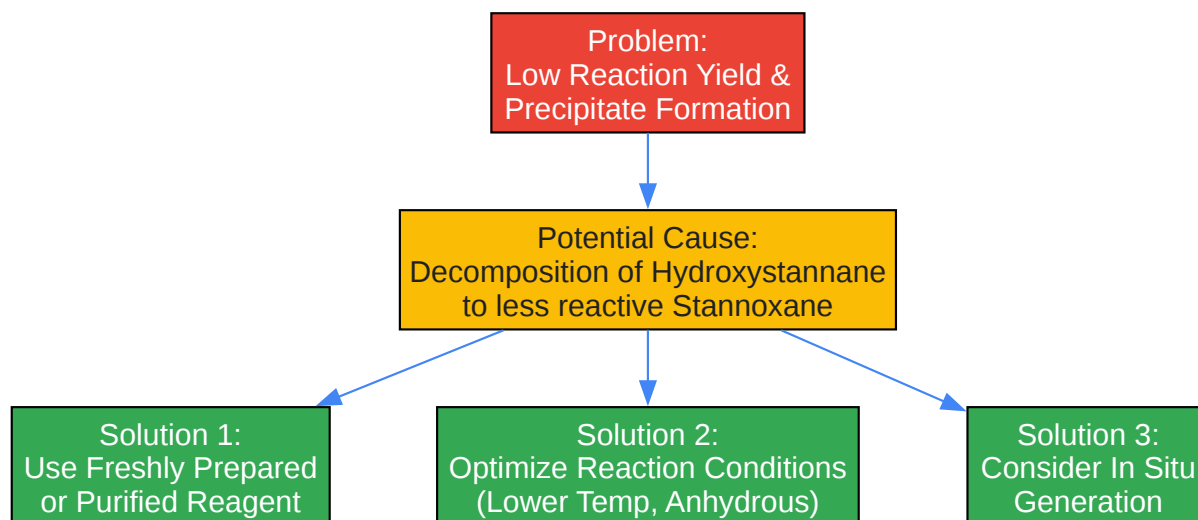 Problem:
Low Reaction Yield &
Precipitate Formation
Potential Cause:
Decomposition of Hydroxystannane
to less reactive Stannoxane
Solution 1:
Use Freshly Prepared
or Purified Reagent
Solution 2:
Optimize Reaction Conditions
(Lower Temp, Anhydrous)
Solution 3:
Consider In Situ
Generation